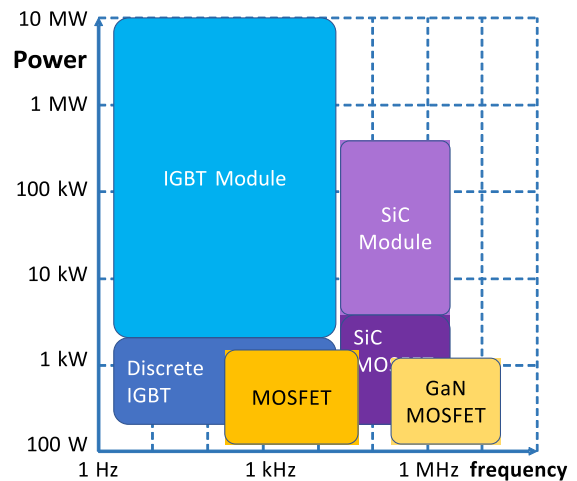 10 MW
Power
1 MW
100 kW
10 kW
1 kW
100 W
IGBT Module
SiC
Module
SiC
MOSFET
Discrete
IGBT
MOSFET
GaN
MOSFET
1 Hz
1 kHz
1 MHz
frequency